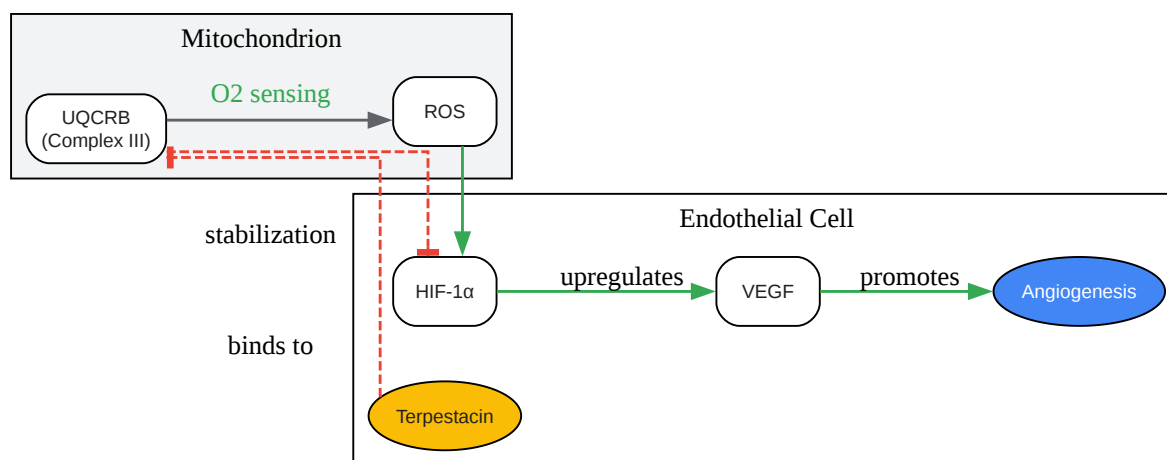 Mitochondrion
O2 sensing
UQCRB
(Complex III)
ROS
Endothelial Cell
stabilization
HIF-1α
upregulates
VEGF
promotes
Angiogenesis
binds to
Terpestacin